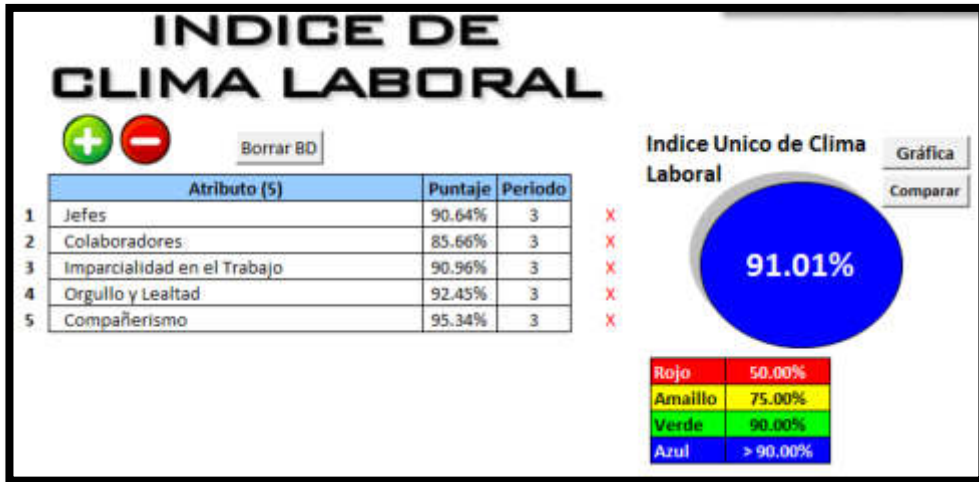 INDICE DE
CLIMA LABORAL
Borrar BD
Atributo (5) Puntaje Periodo
1 Jefes 90.64% 3 X
2 Colaboradores 85.66% 3 X
3 Imparcialidad en el Trabajo 90.96% 3 X
4 Orgullo y Lealtad 92.45% 3 X
5 Compañerismo 95.34% 3 X
Indice Unico de Clima
Laboral
Gráfica
Comparar
91.01%
Rojo 50.00%
Amaillo 75.00%
Verde 90.00%
Azul > 90.00%